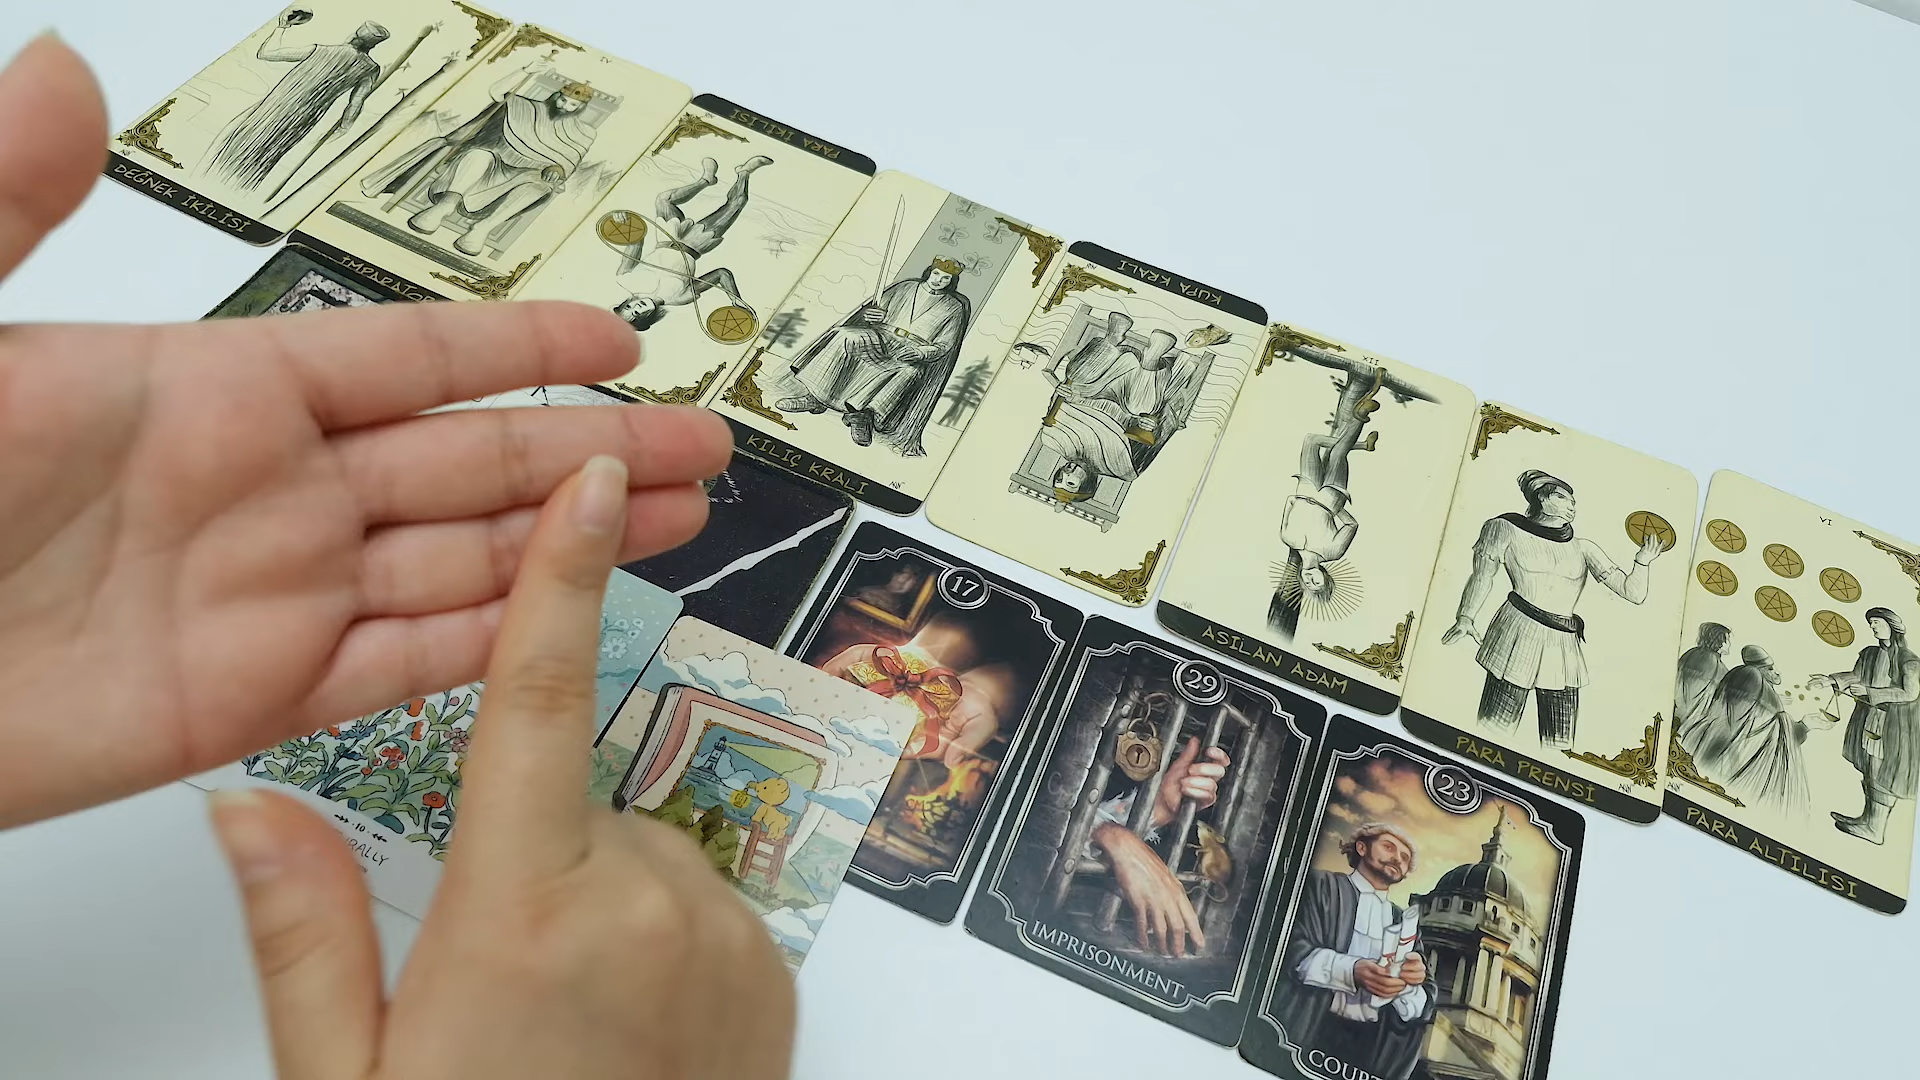 DEĞNEK İKİLİSİ
IV
PARA İKİLİSİ
KILIÇ KRALI
KUPA KRALI
XII
ASILAN ADAM
PARA PRENSİ
VI
PARA ALTILISI
17
29
IMPRISONMENT
23
10